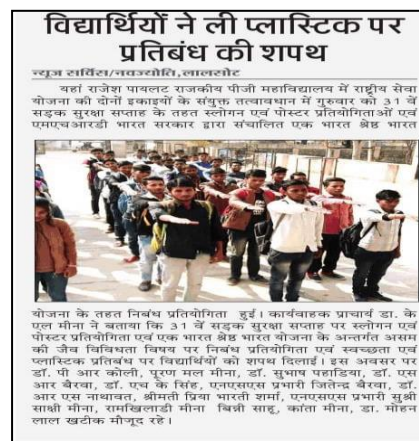 विद्यार्थियों ने ली प्लास्टिक पर
प्रतिबंध की शपथ
न्यूज सर्विस/नवज्योति,लालसोट
यहां राजेश पायलट राजकीय पीजी महाविद्यालय में राष्ट्रीय सेवा
योजना की दोनों इकाइयों के संयुक्त तत्वावधान में गुरुवार को 31 वें
सड़क सुरक्षा सप्ताह के तहत स्लोगन एवं पोस्टर प्रतियोगिताओं एवं
एमएचआरडी भारत सरकार द्वारा संचालित एक भारत श्रेष्ठ भारत
योजना के तहत निबंध प्रतियोगिता हुई। कार्यवाहक प्राचार्य डा. के
एल मीना ने बताया कि 31 वें सड़क सुरक्षा सप्ताह पर स्लोगन एवं
पोस्टर प्रतियोगिता एवं एक भारत श्रेष्ठ भारत योजना के अन्तर्गत असम
की जैव विविधता विषय पर निबंध प्रतियोगिता एवं स्वच्छता एवं
प्लास्टिक प्रतिबंध पर विद्यार्थियों को शपथ दिलाई। इस अवसर पर
डॉ. पी आर कोली, पूरण मल मीना, डॉ. सुभाष पहाडिया, डॉ. एस
आर बैरवा, डॉ. एच के सिंह, एनएसएस प्रभारी जितेन्द्र बैरवा, डॉ.
आर एस नाथावत, श्रीमती प्रिया भारती शर्मा, एनएसएस प्रभारी सुश्री
साक्षी मीना, रामखिलाडी मीना बिन्नी साहू, कांता मीना, डा. मोहन
लाल खटीक मौजूद रहे।